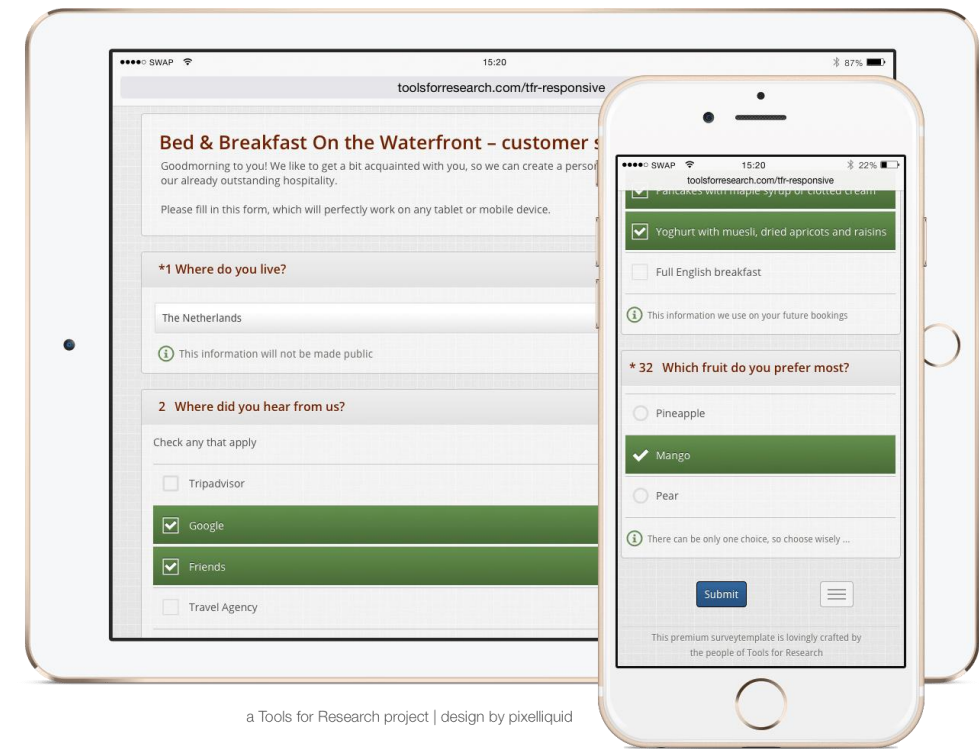 SWAP
15:20
87%
toolsforresearch.com/tfr-responsive
Bed & Breakfast On the Waterfront – customer
Goodmorning to you! We like to get a bit acquainted with you, so we can create a
our already outstanding hospitality.
Please fill in this form, which will perfectly work on any tablet or mobile device.
*1 Where do you live?
The Netherlands
This information will not be made public
2 Where did you hear from us?
Check any that apply
Tripadvisor
Google
Friends
Travel Agency
SWAP
15:20
22%
toolsforresearch.com/tfr-responsive
Pancakes with maple syrup or clotted cream
Yoghurt with muesli, dried apricots and raisins
Full English breakfast
This information we use on your future bookings
* 32 Which fruit do you prefer most?
Pineapple
Mango
Pear
There can be only one choice, so choose wisely ...
Submit
This premium surveytemplate is lovingly crafted by
the people of Tools for Research
a Tools for Research project | design by pixelliquid